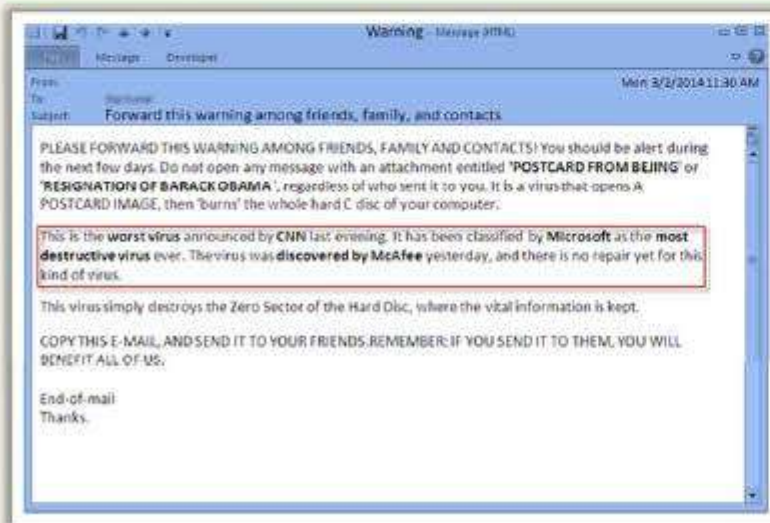 Warning - Message (HTML)
Message Developer
From:
Mon 3/2/2014 11:30 AM
To:
Subject: Forward this warning among friends, family, and contacts
PLEASE FORWARD THIS WARNING AMONG FRIENDS, FAMILY AND CONTACTS! You should be alert during
the next few days. Do not open any message with an attachment entitled 'POSTCARD FROM BEJING' or
'RESIGNATION OF BARACK OBAMA', regardless of who sent it to you. It is a virus that opens A
POSTCARD IMAGE, then 'burns' the whole hard C disc of your computer.
This is the worst virus announced by CNN last evening. It has been classified by Microsoft as the most
destructive virus ever. The virus was discovered by McAfee yesterday, and there is no repair yet for this
kind of virus.
This virus simply destroys the Zero Sector of the Hard Disc, where the vital information is kept.
COPY THIS E-MAIL, AND SEND IT TO YOUR FRIENDS.REMEMBER: IF YOU SEND IT TO THEM, YOU WILL
BENEFIT ALL OF US.
End-of-mail
Thanks.